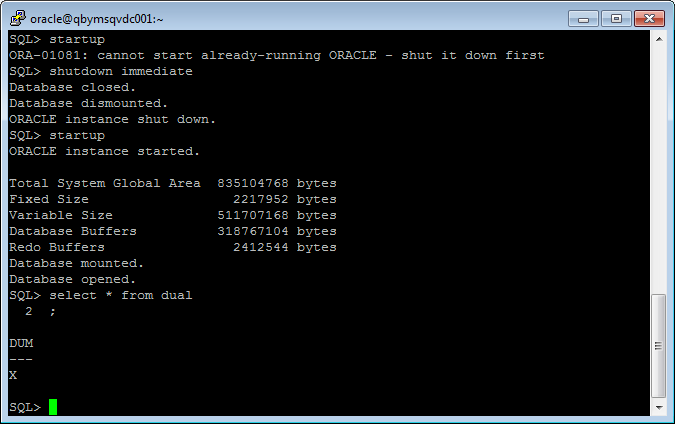 oracle@qbymsqvdc001:~
SQL> startup
ORA-01081: cannot start already-running ORACLE - shut it down first
SQL> shutdown immediate
Database closed.
Database dismounted.
ORACLE instance shut down.
SQL> startup
ORACLE instance started.

Total System Global Area  835104768 bytes
Fixed Size                  2217952 bytes
Variable Size             511707168 bytes
Database Buffers          318767104 bytes
Redo Buffers                2412544 bytes
Database mounted.
Database opened.
SQL> select * from dual
  2  ;

DUM
---
X

SQL>